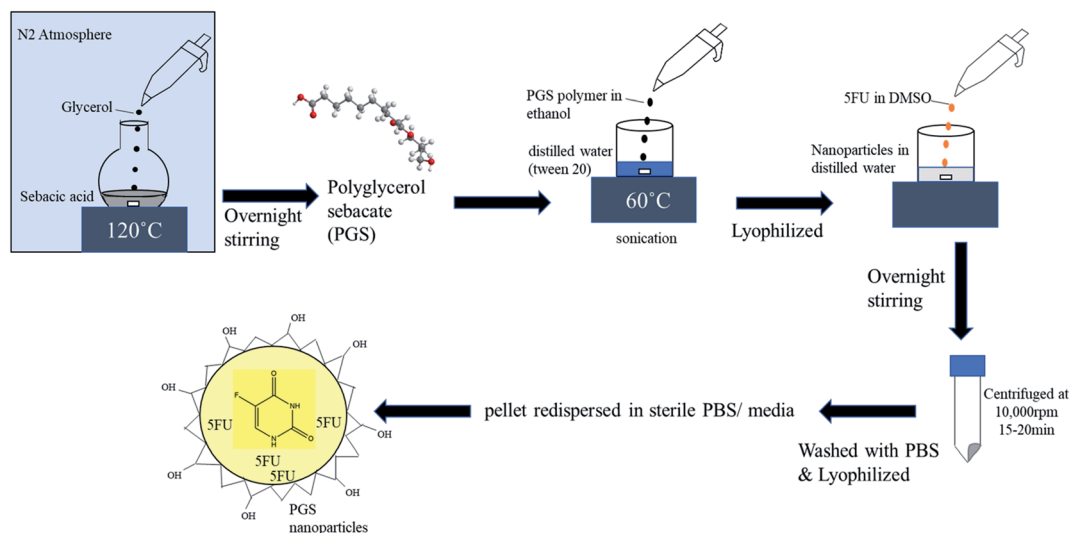 N2 Atmosphere
Glycerol
Sebacic acid
120°C
Overnight
stirring
Polyglycerol
sebacate
(PGS)
PGS polymer in
ethanol
distilled water
(tween 20)
60°C
sonication
Lyophilized
5FU in DMSO
Nanoparticles in
distilled water
Overnight
stirring
Centrifuged at
10,000rpm
15-20min
Washed with PBS
& Lyophilized
pellet redispersed in sterile PBS/ media
OH
OH
OH
OH
OH
OH
OH
OH
OH
OH
O
F
NH
N
H
O
5FU
5FU
5FU
5FU
PGS
nanoparticles